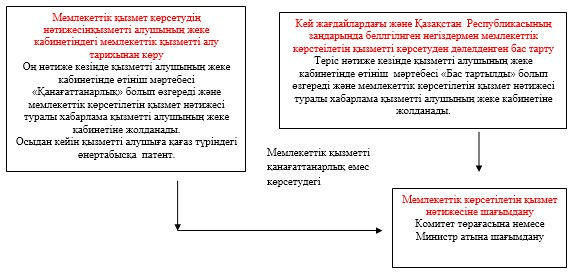 Мемлекеттік қызмет көрсетудің
нәтижесінқызметті алушының жеке
кабинетіндегі мемлекеттік қызметті алу
тарихынан көру
Оң нәтиже кезінде қызметті алушының жеке
кабинетінде өтініш мәртебесі
«Қанағаттанарлық» болып өзгереді және
мемлекеттік көрсетілетін қызмет нәтижесі
туралы хабарлама қызметті алушының жеке
кабинетіне жолданады.
Осыдан кейін қызметті алушыға қағаз түріндегі
өнертабысқа патент.
Кей жағдайлардағы және Қазақстан Республикасының
заңдарында беллгілнген негіздермен мемлекеттік
көрстеілетін қызметті көрсетуден дәлелденген бас тарту
Теріс нәтиже кезінде қызметті алушының жеке
кабинетінде өтініш мәртебесі «Бас тартылды» болып
өзгереді және мемлекеттік көрсетілетін қызмет нәтижесі
туралы хабарлама қызметті алушының жеке кабинетіне
жолданады.
Мемлекеттік қызметті
қанағаттанарлық емес
көрсетудегі
Мемлекеттік көрсетілетін қызмет
нәтижесіне шағымдану
Комитет төрағасына немесе
Министр атына шағымдану